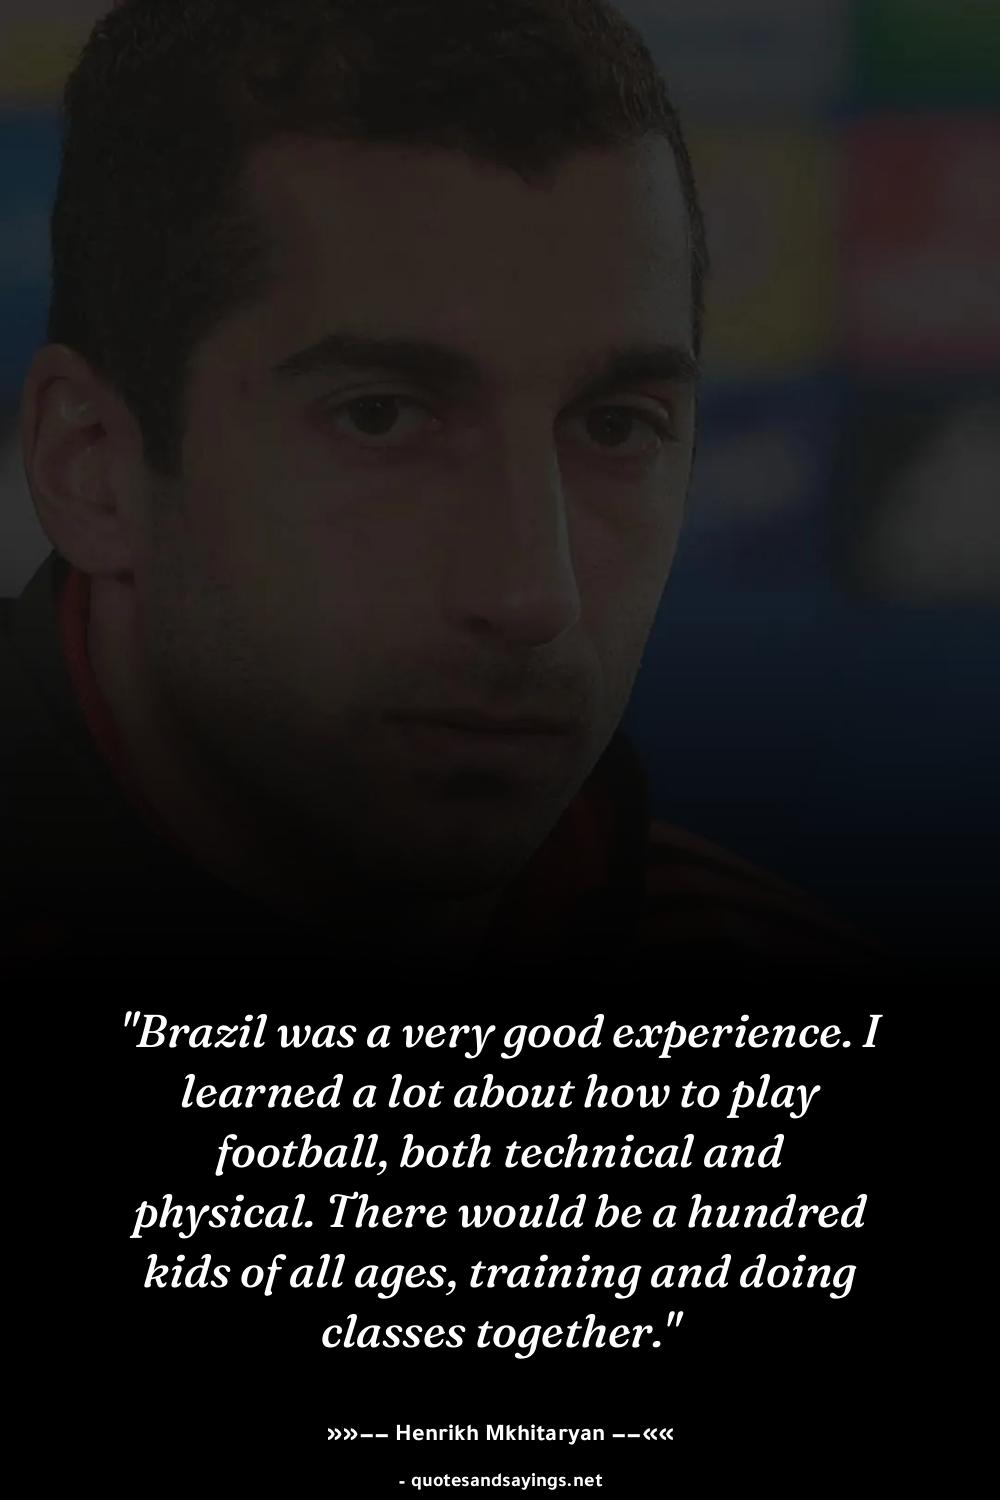 "Brazil was a very good experience. I
learned a lot about how to play
football, both technical and
physical. There would be a hundred
kids of all ages, training and doing
classes together."
»»−− Henrikh Mkhitaryan −−««
- quotesandsayings.net